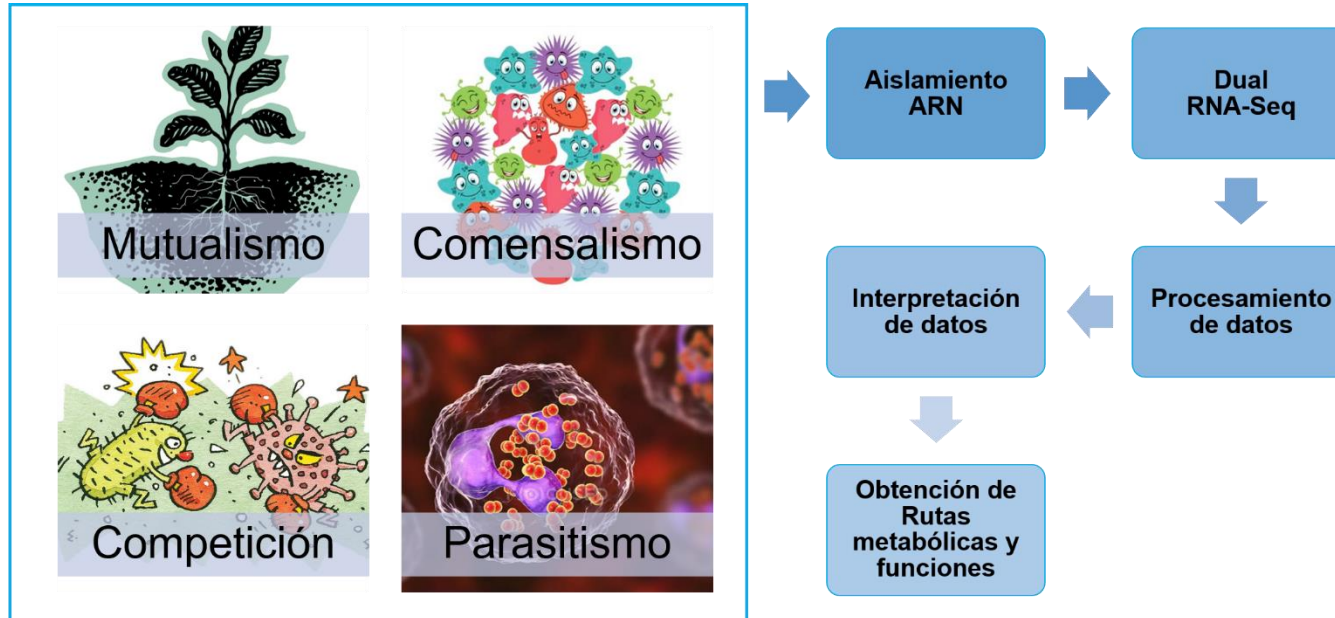 Mutualismo
Comensalismo
Competición
Parasitismo
Aislamiento
ARN
Dual
RNA-Seq
Procesamiento
de datos
Interpretación
de datos
Obtención de
Rutas
metabólicas y
funciones